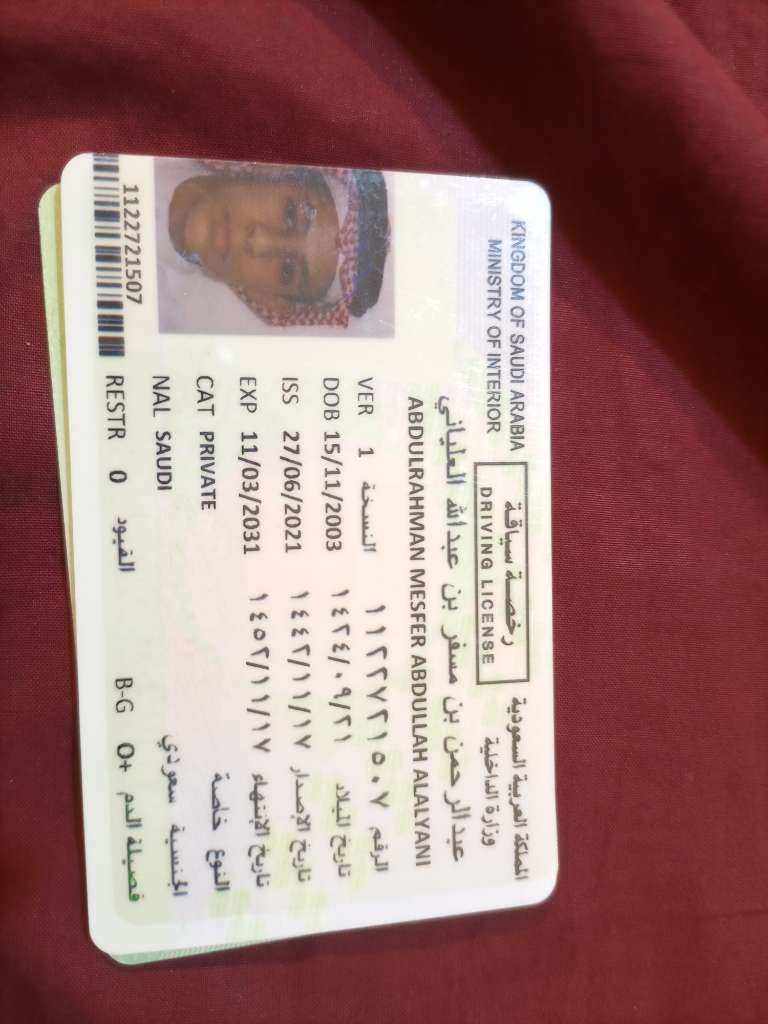 KINGDOM OF SAUDI ARABIA
المملكة العربية السعودية
MINISTRY OF INTERIOR
وزارة الداخلية
رخصة سياقة
DRIVING LICENSE
عبدالرحمن بن مسفر بن عبدالله العلياني
ABDULRAHMAN MESFER ABDULLAH ALALYANI
VER 1 النسخة ١١٢٢٧٢١٥٠٧ الرقم
DOB 15/11/2003 ١٤٢٤/٠٩/٢١ تاريخ الميلاد
ISS 27/06/2021 ١٤٤٢/١١/١٧ تاريخ الإصدار
EXP 11/03/2031 ١٤٥٢/١١/١٧ تاريخ الإنتهاء
CAT PRIVATE النوع خاصة
NAL SAUDI الجنسية سعودي
RESTR 0 القيود B-G O+ فصيلة الدم
1122721507